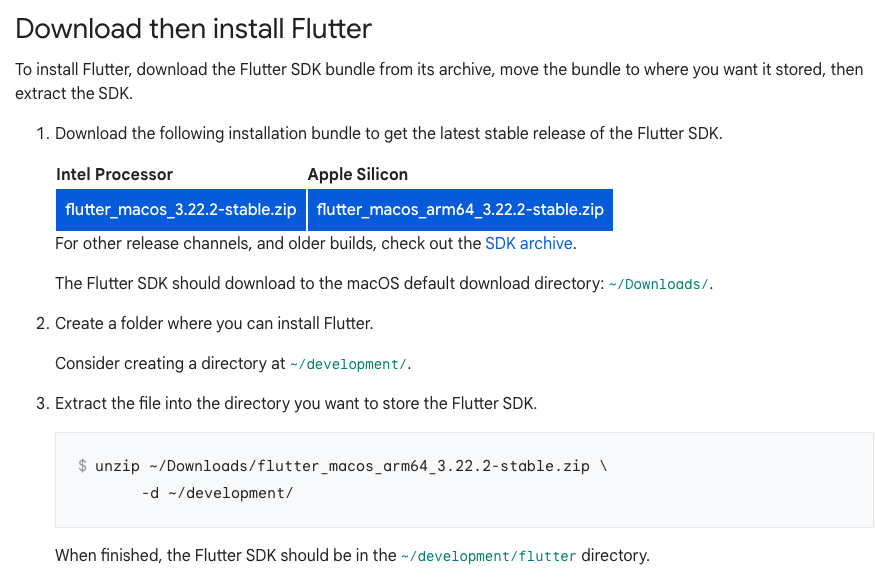 Download then install Flutter
To install Flutter, download the Flutter SDK bundle from its archive, move the bundle to where you want it stored, then
extract the SDK.
1. Download the following installation bundle to get the latest stable release of the Flutter SDK.
Intel Processor Apple Silicon
flutter_macos_3.22.2-stable.zip flutter_macos_arm64_3.22.2-stable.zip
For other release channels, and older builds, check out the SDK archive.
The Flutter SDK should download to the macOS default download directory: ~/Downloads/.
2. Create a folder where you can install Flutter.
Consider creating a directory at ~/development/.
3. Extract the file into the directory you want to store the Flutter SDK.
$ unzip ~/Downloads/flutter_macos_arm64_3.22.2-stable.zip \
-d ~/development/
When finished, the Flutter SDK should be in the ~/development/flutter directory.